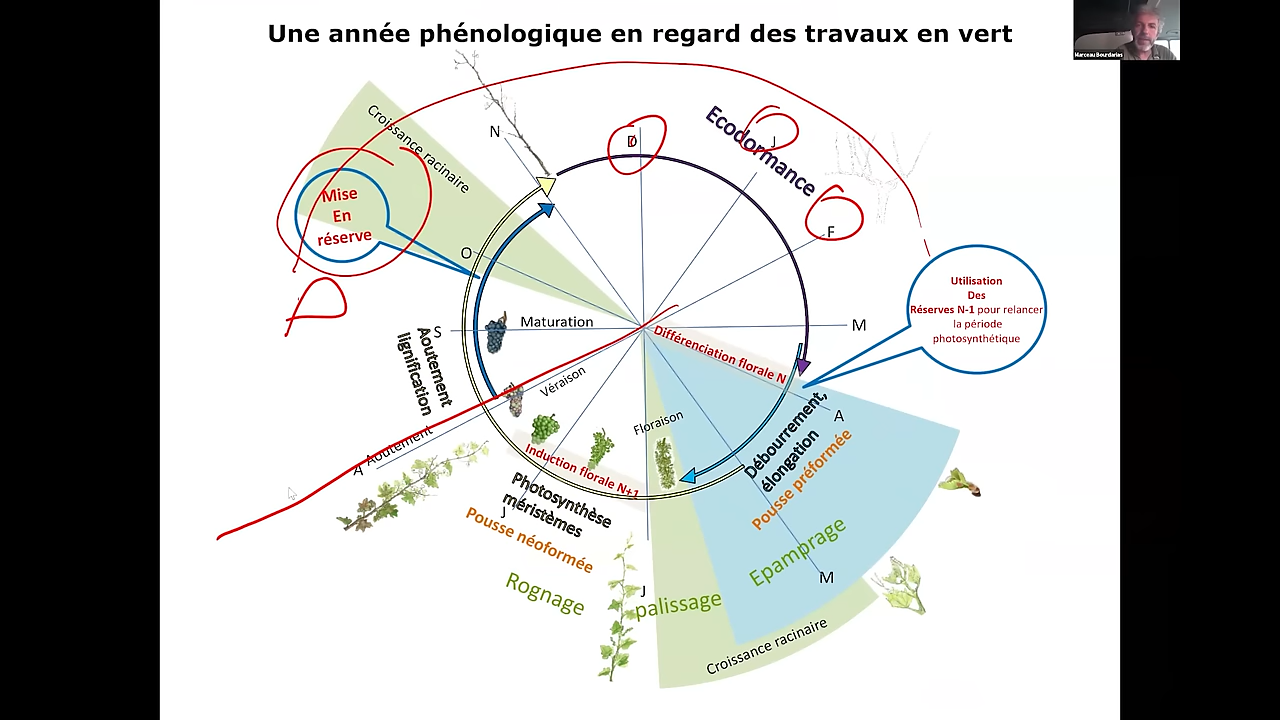 Une année phénologique en regard des travaux en vert
Marceau Bourdarias
Croissance racinaire
N
D
J
Ecodormance
F
Mise
En
réserve
O
Utilisation
Des
Réserves N-1 pour relancer
la période
photosynthétique
S
Maturation
M
Différenciation florale N
Aoutement
lignification
Véraison
A
Aoutement
A
Floraison
Débourrement,
élongation
Pousse préformée
Induction florale N+1
Photosynthèse
méristèmes
J
Pousse néoformée
Epamprage
M
Rognage
J
palissage
Croissance racinaire